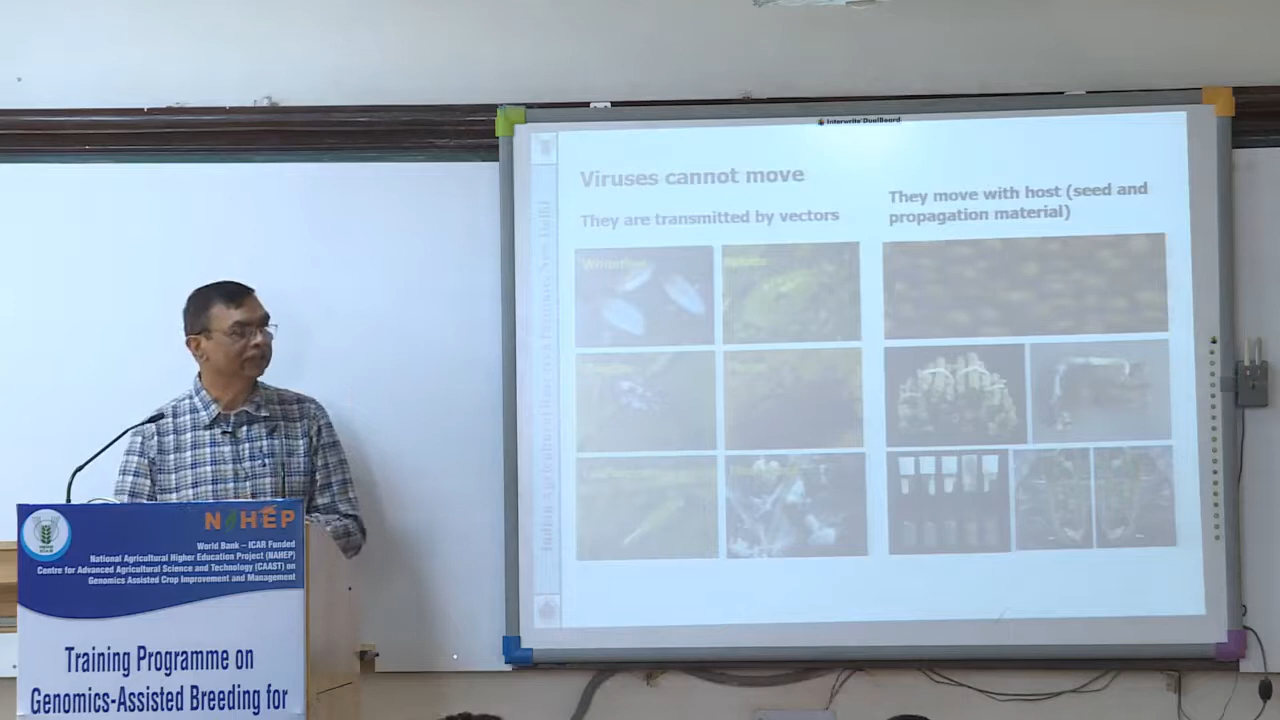 Interwrite DualBoard
Viruses cannot move
They are transmitted by vectors
They move with host (seed and
propagation material)
NAHEP
World Bank – ICAR Funded
National Agricultural Higher Education Project (NAHEP)
Centre for Advanced Agricultural Science and Technology (CAAST) on
Genomics Assisted Crop Improvement and Management
Training Programme on
Genomics-Assisted Breeding for